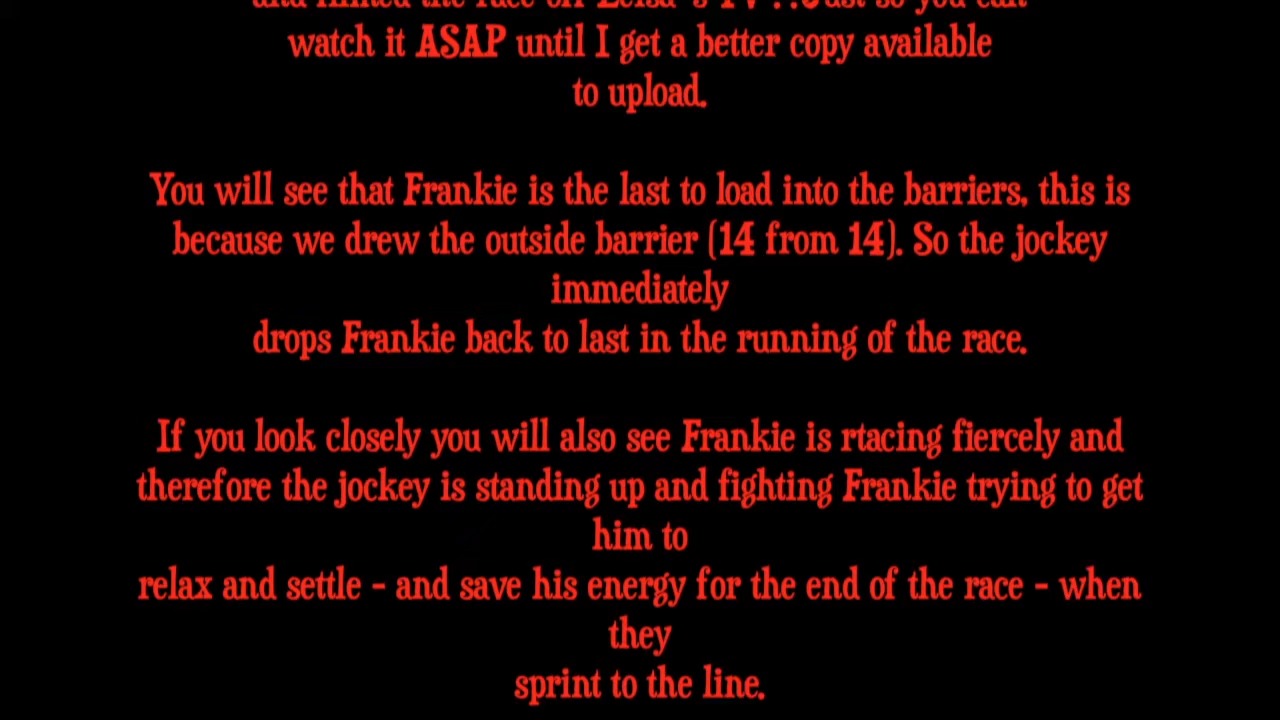 and filmed the race off
watch it ASAP until I get a better copy available
to upload.
You will see that Frankie is the last to load into the barriers, this is
because we drew the outside barrier (14 from 14). So the jockey
immediately
drops Frankie back to last in the running of the race.
If you look closely you will also see Frankie is rtacing fiercely and
therefore the jockey is standing up and fighting Frankie trying to get
him to
relax and settle - and save his energy for the end of the race - when
they
sprint to the line.